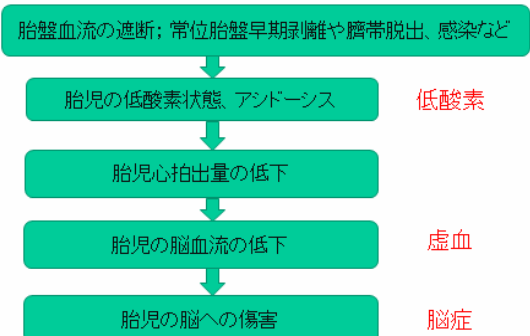 胎盤血流の遮断; 常位胎盤早期剥離や臍帯脱出、感染など
胎児の低酸素状態、アシドーシス
低酸素
胎児心拍出量の低下
胎児の脳血流の低下
虚血
胎児の脳への傷害
脳症